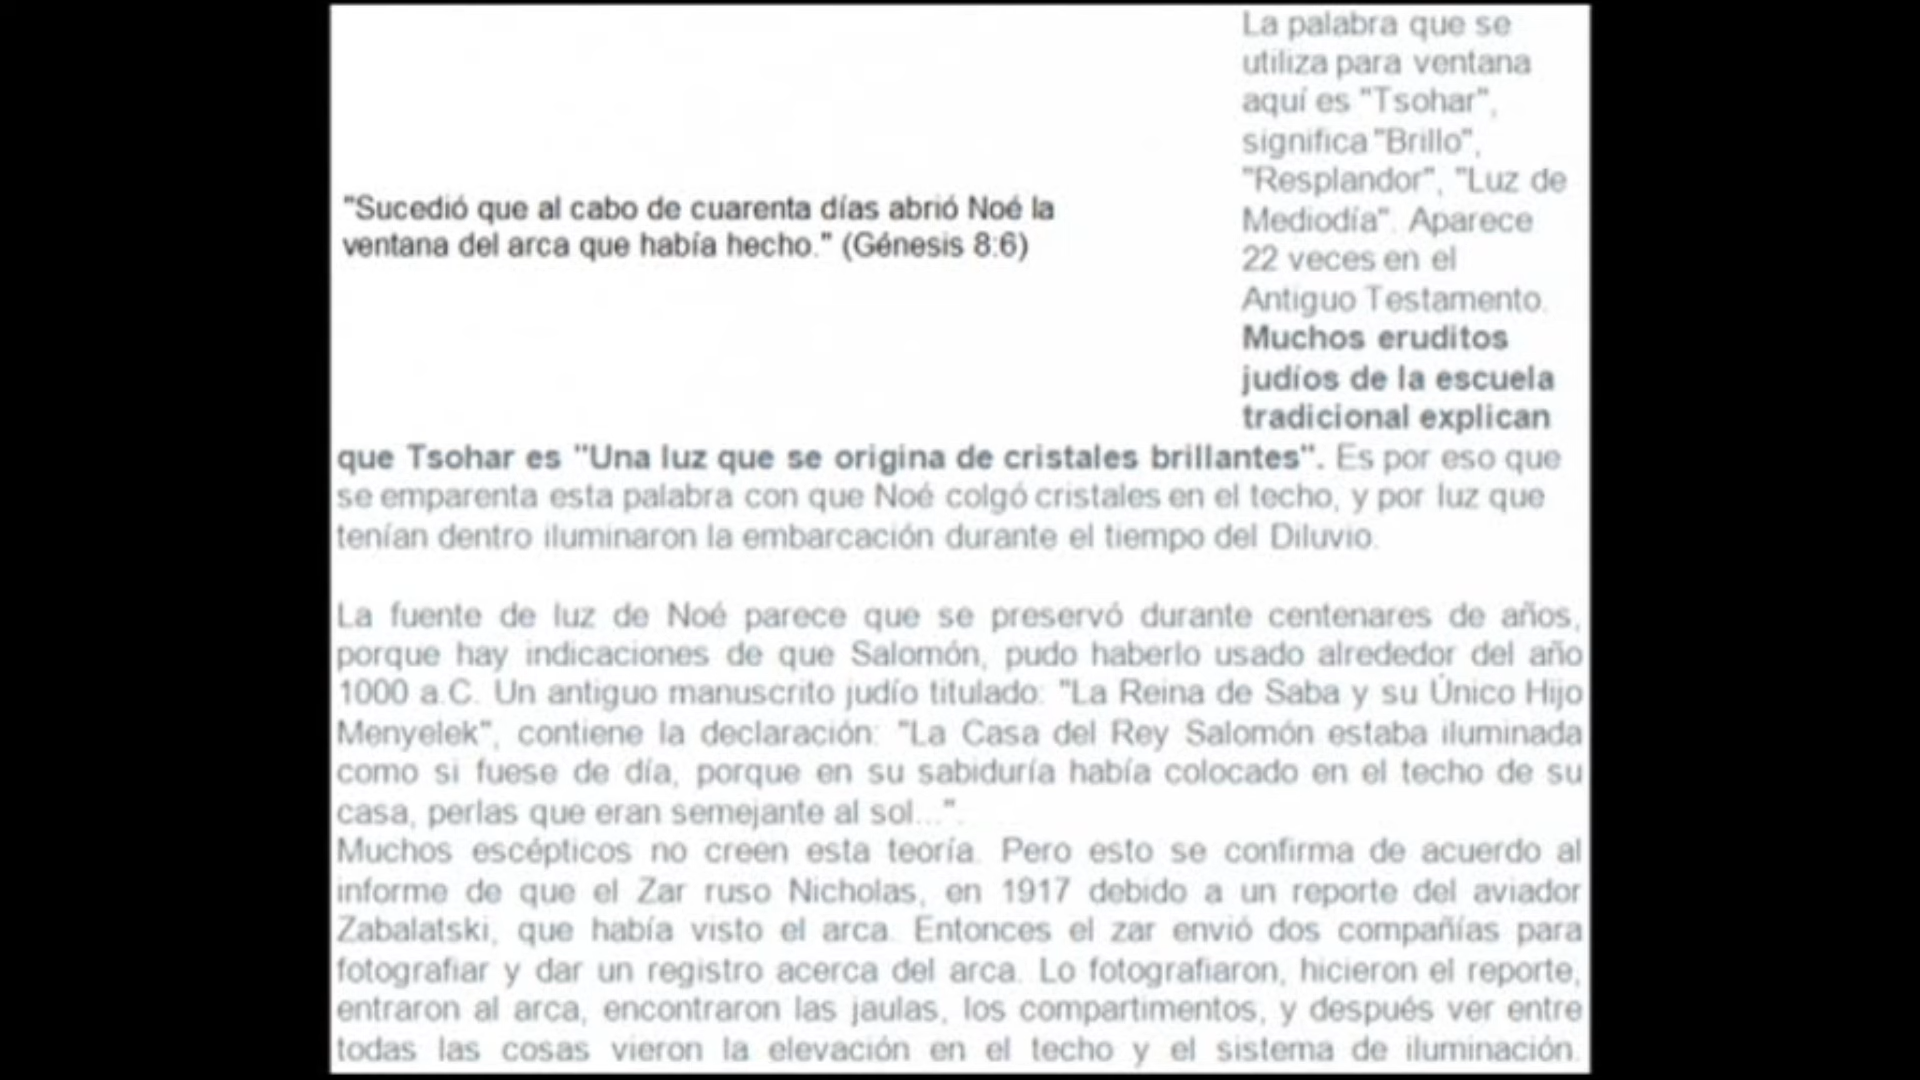 "Sucedió que al cabo de cuarenta días abrió Noé la
ventana del arca que había hecho." (Génesis 8:6)
La palabra que se
utiliza para ventana
aquí es "Tsohar",
significa "Brillo",
"Resplandor", "Luz de
Mediodía". Aparece
22 veces en el
Antiguo Testamento.
Muchos eruditos
judíos de la escuela
tradicional explican
que Tsohar es "Una luz que se origina de cristales brillantes". Es por eso que
se emparenta esta palabra con que Noé colgó cristales en el techo, y por luz que
tenían dentro iluminaron la embarcación durante el tiempo del Diluvio.
La fuente de luz de Noé parece que se preservó durante centenares de años,
porque hay indicaciones de que Salomón, pudo haberlo usado alrededor del año
1000 a.C. Un antiguo manuscrito judío titulado: "La Reina de Saba y su Único Hijo
Menyelek", contiene la declaración: "La Casa del Rey Salomón estaba iluminada
como si fuese de día, porque en su sabiduría había colocado en el techo de su
casa, perlas que eran semejante al sol...".
Muchos escépticos no creen esta teoría. Pero esto se confirma de acuerdo al
informe de que el Zar ruso Nicholas, en 1917 debido a un reporte del aviador
Zabalatski, que había visto el arca. Entonces el zar envió dos compañías para
fotografiar y dar un registro acerca del arca. Lo fotografiaron, hicieron el reporte,
entraron al arca, encontraron las jaulas, los compartimentos, y después ver entre
todas las cosas vieron la elevación en el techo y el sistema de iluminación.